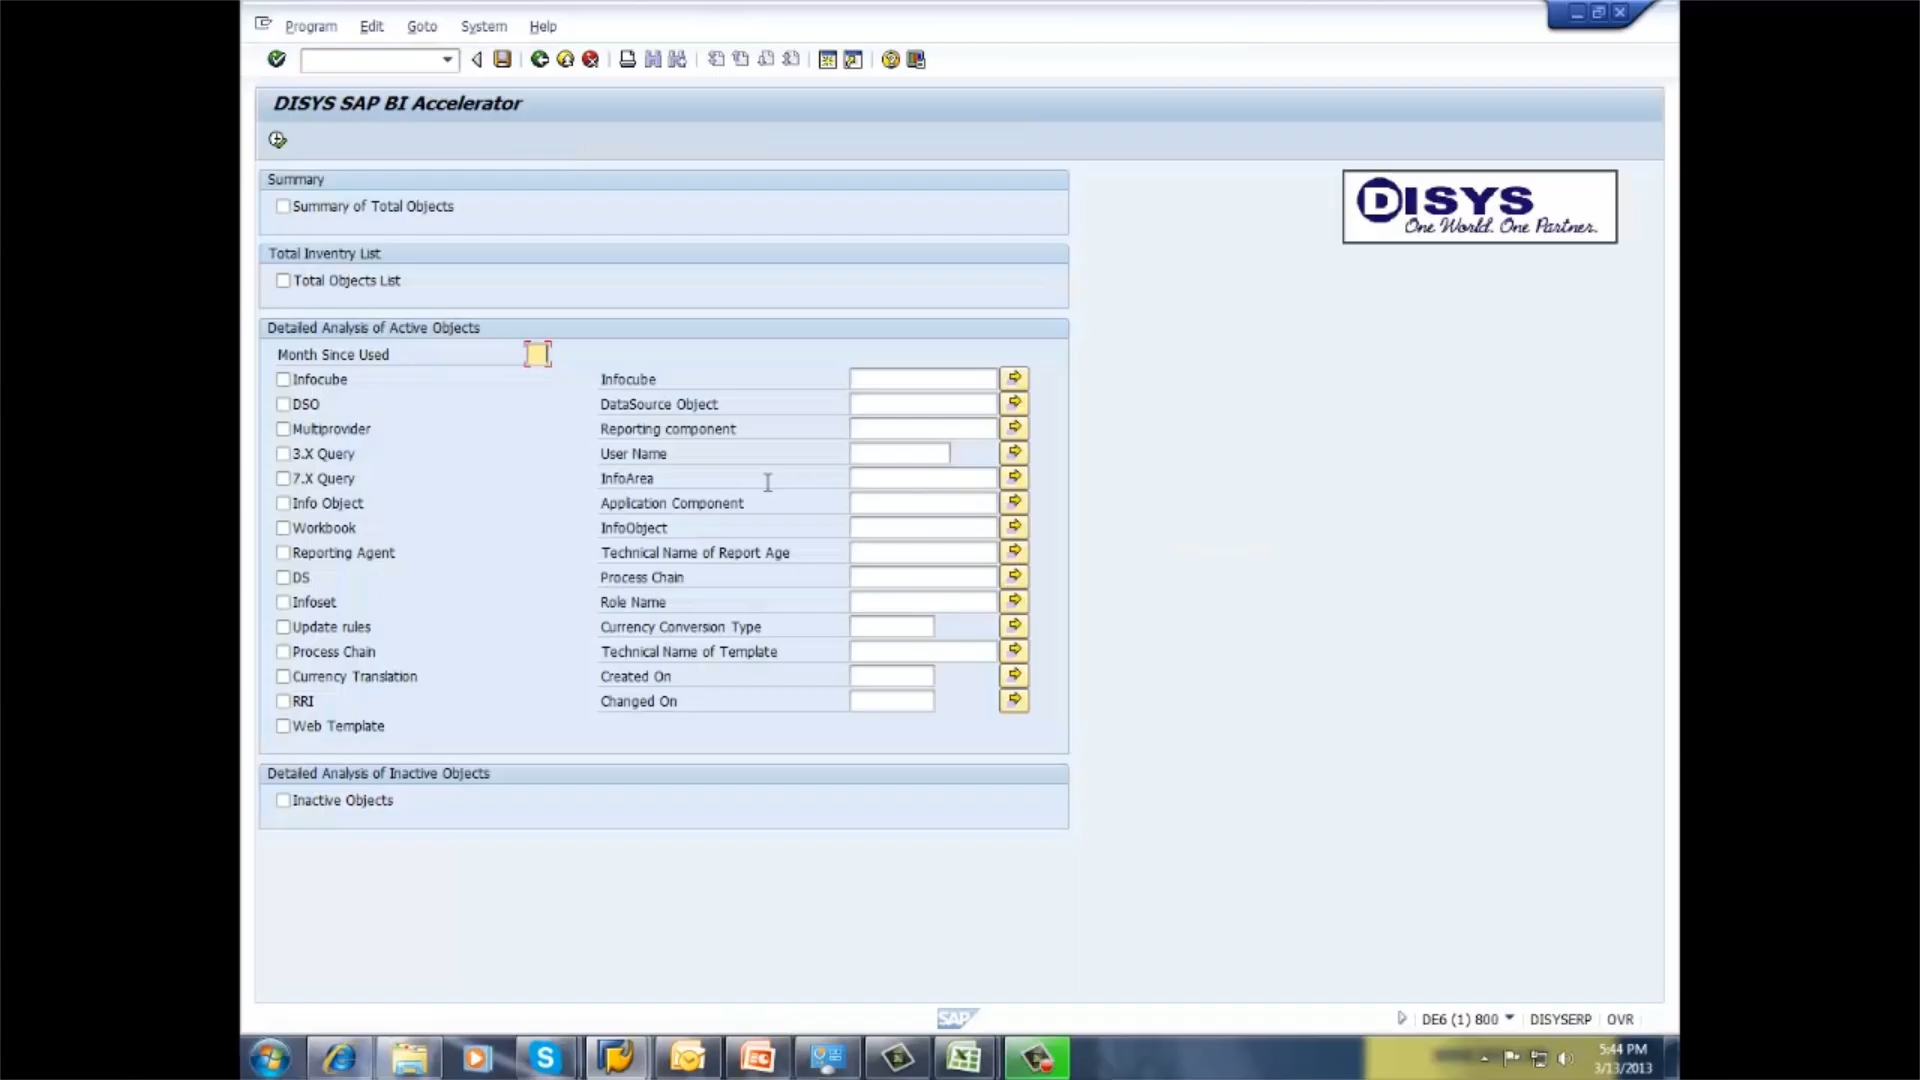 Program Edit Goto System Help
DISYS SAP BI Accelerator
DISYS
One World. One Partner.
Summary
Summary of Total Objects
Total Inventry List
Total Objects List
Detailed Analysis of Active Objects
Month Since Used
Infocube Infocube
DSO DataSource Object
Multiprovider Reporting component
3.X Query User Name
7.X Query InfoArea
Info Object Application Component
Workbook InfoObject
Reporting Agent Technical Name of Report Age
DS Process Chain
Infoset Role Name
Update rules Currency Conversion Type
Process Chain Technical Name of Template
Currency Translation Created On
RRI Changed On
Web Template
Detailed Analysis of Inactive Objects
Inactive Objects
SAP DE6 (1) 800 DISYSERP OVR
5:44 PM
3/13/2013